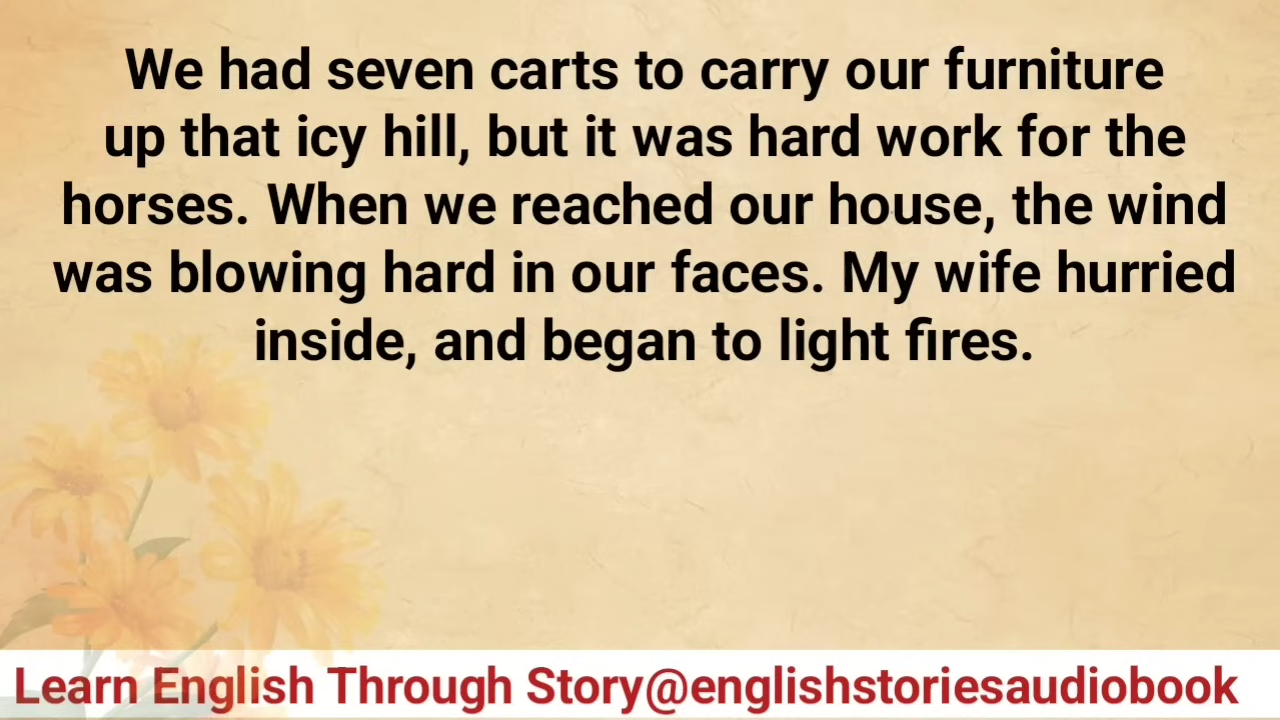 We had seven carts to carry our furniture
up that icy hill, but it was hard work for the
horses. When we reached our house, the wind
was blowing hard in our faces. My wife hurried
inside, and began to light fires.
Learn English Through Story@englishstoriesaudiobook